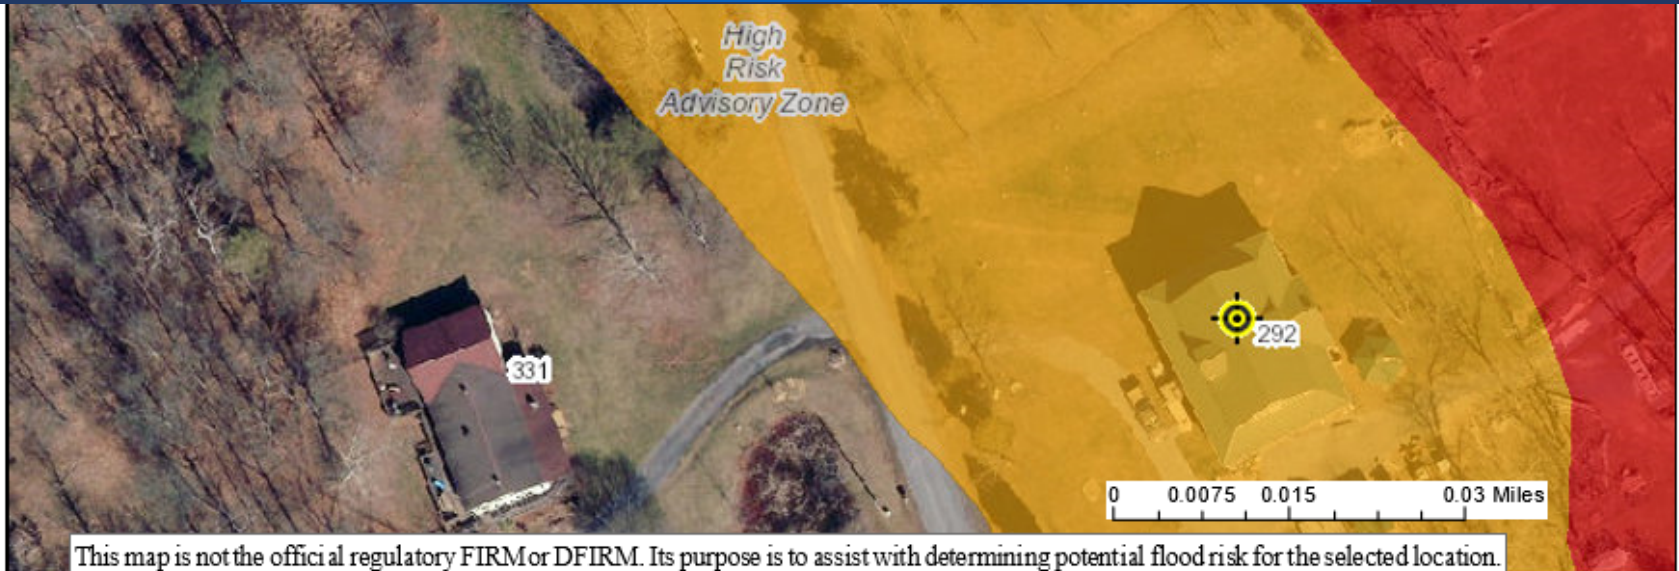 High
Risk
Advisory Zone
331
292
0 0.0075 0.015 0.03 Miles
This map is not the official regulatory FIRM or DFIRM. Its purpose is to assist with determining potential flood risk for the selected location.